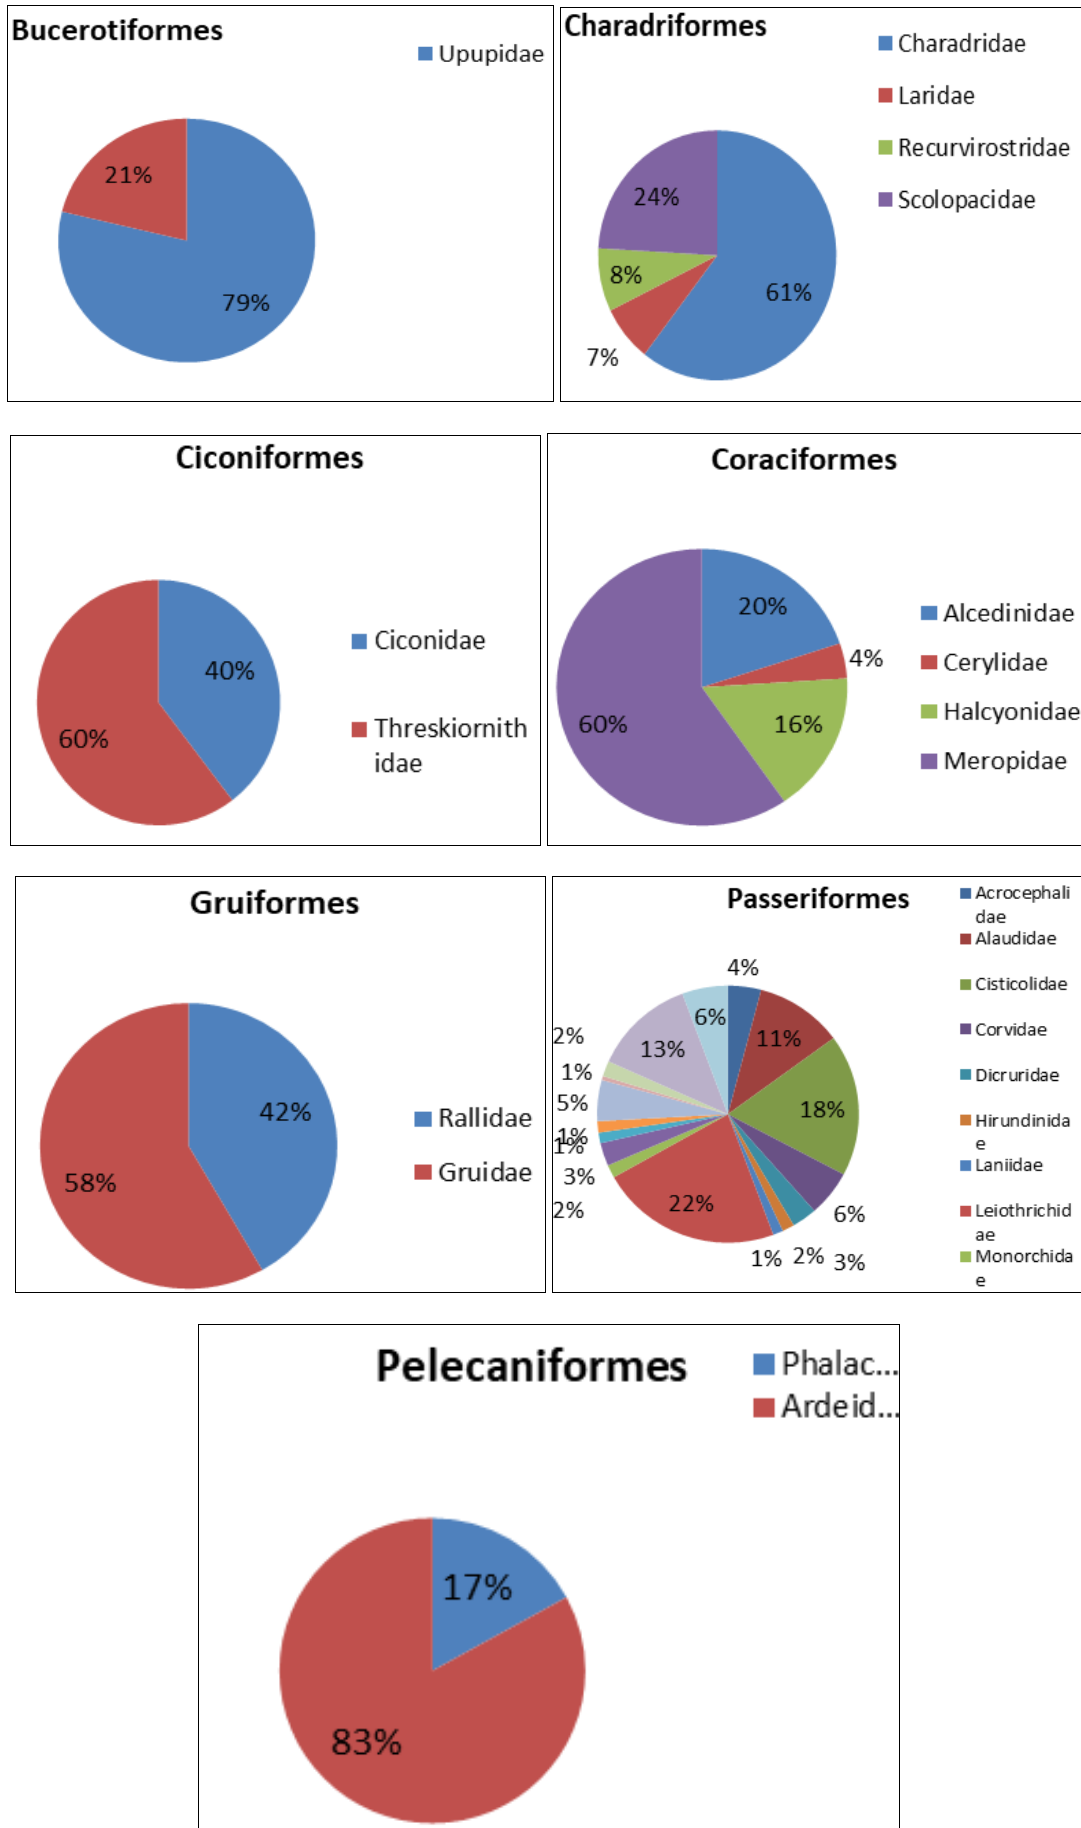 Bucerotiformes
Upupidae
21%
79%
Charadriformes
Charadridae
Laridae
Recurvirostridae
Scolopacidae
24%
8%
61%
7%
Ciconiformes
40%
60%
Ciconidae
Threskiornith
idae
Coraciformes
20%
4%
16%
60%
Alcedinidae
Cerylidae
Halcyonidae
Meropidae
Gruiformes
42%
58%
Rallidae
Gruidae
Passeriformes
4%
6%
11%
13%
18%
2%
1%
5%
1%
1%
3%
2%
22%
6%
1%
2%
3%
Acrocephali
dae
Alaudidae
Cisticolidae
Corvidae
Dicruridae
Hirundinida
e
Laniidae
Leiothrichid
ae
Monorchida
e
Pelecaniformes
Phalac...
Ardeid...
17%
83%